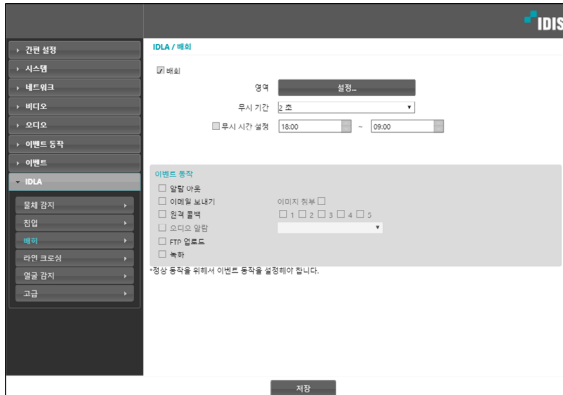 IDIS
간편 설정
시스템
네트워크
비디오
오디오
이벤트 동작
이벤트
IDLA
물체 감지
진입
배회
라인 크로싱
얼굴 감지
고급
IDLA / 배회
배회
영역 설정...
무시 기간 2 초
무시 시간 설정 18:00 ~ 09:00
이벤트 동작
알람 아웃
이메일 보내기 이미지 첨부
원격 콜백 1 2 3 4 5
오디오 알람
FTP 업로드
녹화
*정상 동작을 위해서 이벤트 동작을 설정해야 합니다.
저장